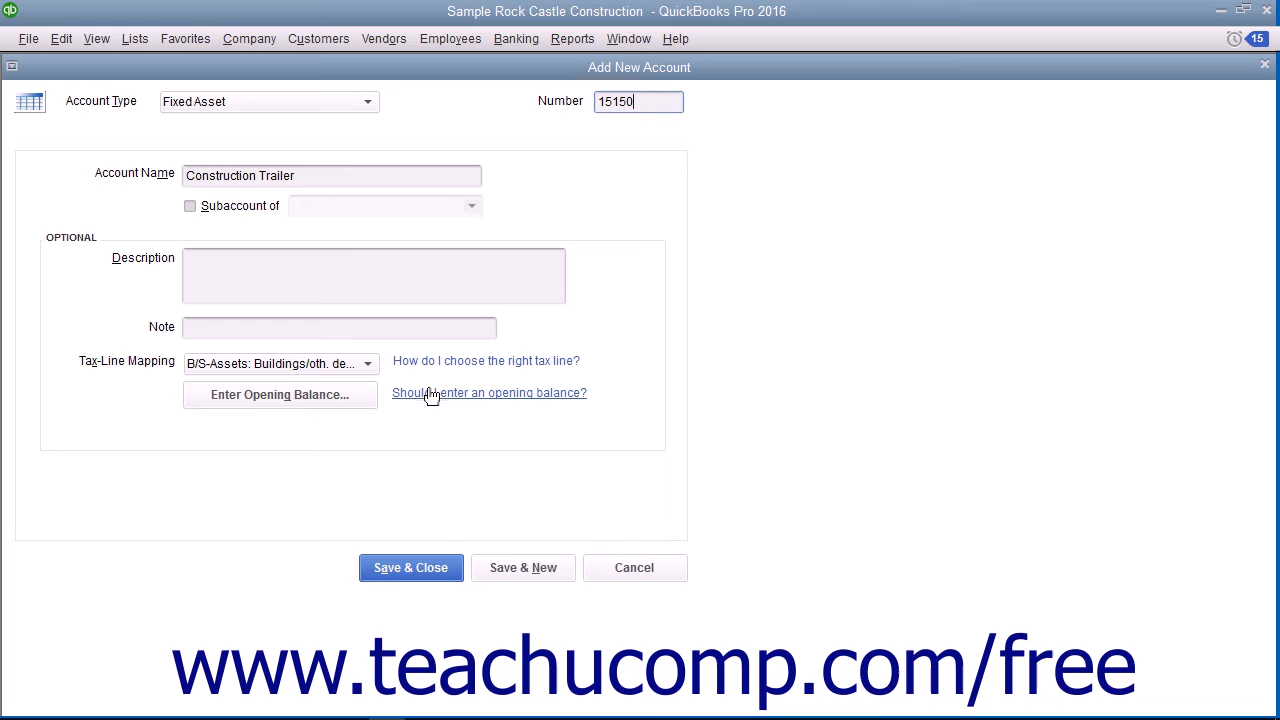 Sample Rock Castle Construction - QuickBooks Pro 2016
File Edit View Lists Favorites Company Customers Vendors Employees Banking Reports Window Help 15
Add New Account
Account Type Fixed Asset Number 15150
Account Name Construction Trailer
Subaccount of
OPTIONAL
Description
Note
Tax-Line Mapping B/S-Assets: Buildings/oth. de... How do I choose the right tax line?
Enter Opening Balance... Should I enter an opening balance?
Save & Close Save & New Cancel
www.teachucomp.com/free